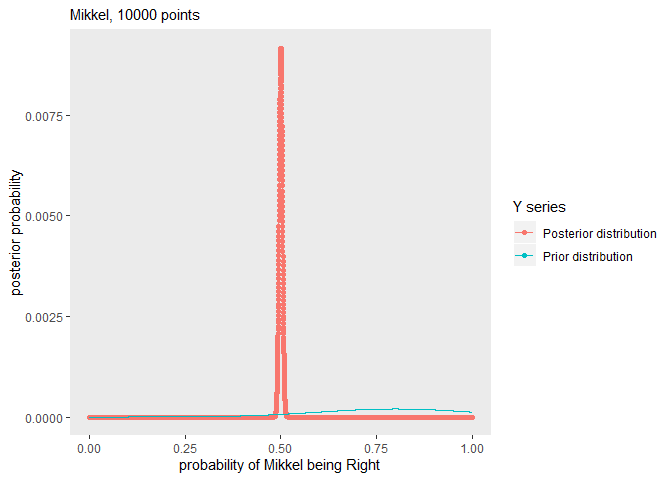 Mikkel, 10000 points
posterior probability
0.0075
0.0050
0.0025
0.0000
0.00 0.25 0.50 0.75 1.00
probability of Mikkel being Right
Y series
Posterior distribution
Prior distribution